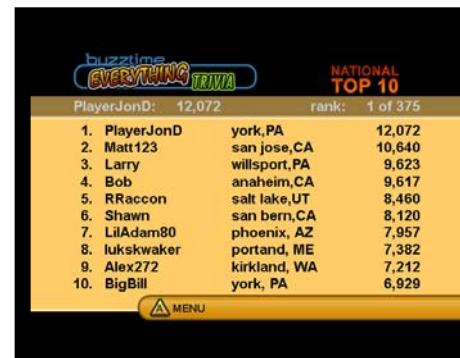 buzztime
EVERYTHING TRIVIA
NATIONAL
TOP 10
PlayerJonD: 12,072 rank: 1 of 375
1. PlayerJonD york,PA 12,072
2. Matt123 san jose,CA 10,640
3. Larry willsport,PA 9,623
4. Bob anaheim,CA 9,617
5. RRaccon salt lake,UT 8,460
6. Shawn san bern,CA 8,120
7. LilAdam80 phoenix, AZ 7,957
8. lukskwaker portand, ME 7,382
9. Alex272 kirkland, WA 7,212
10. BigBill york, PA 6,929
A MENU